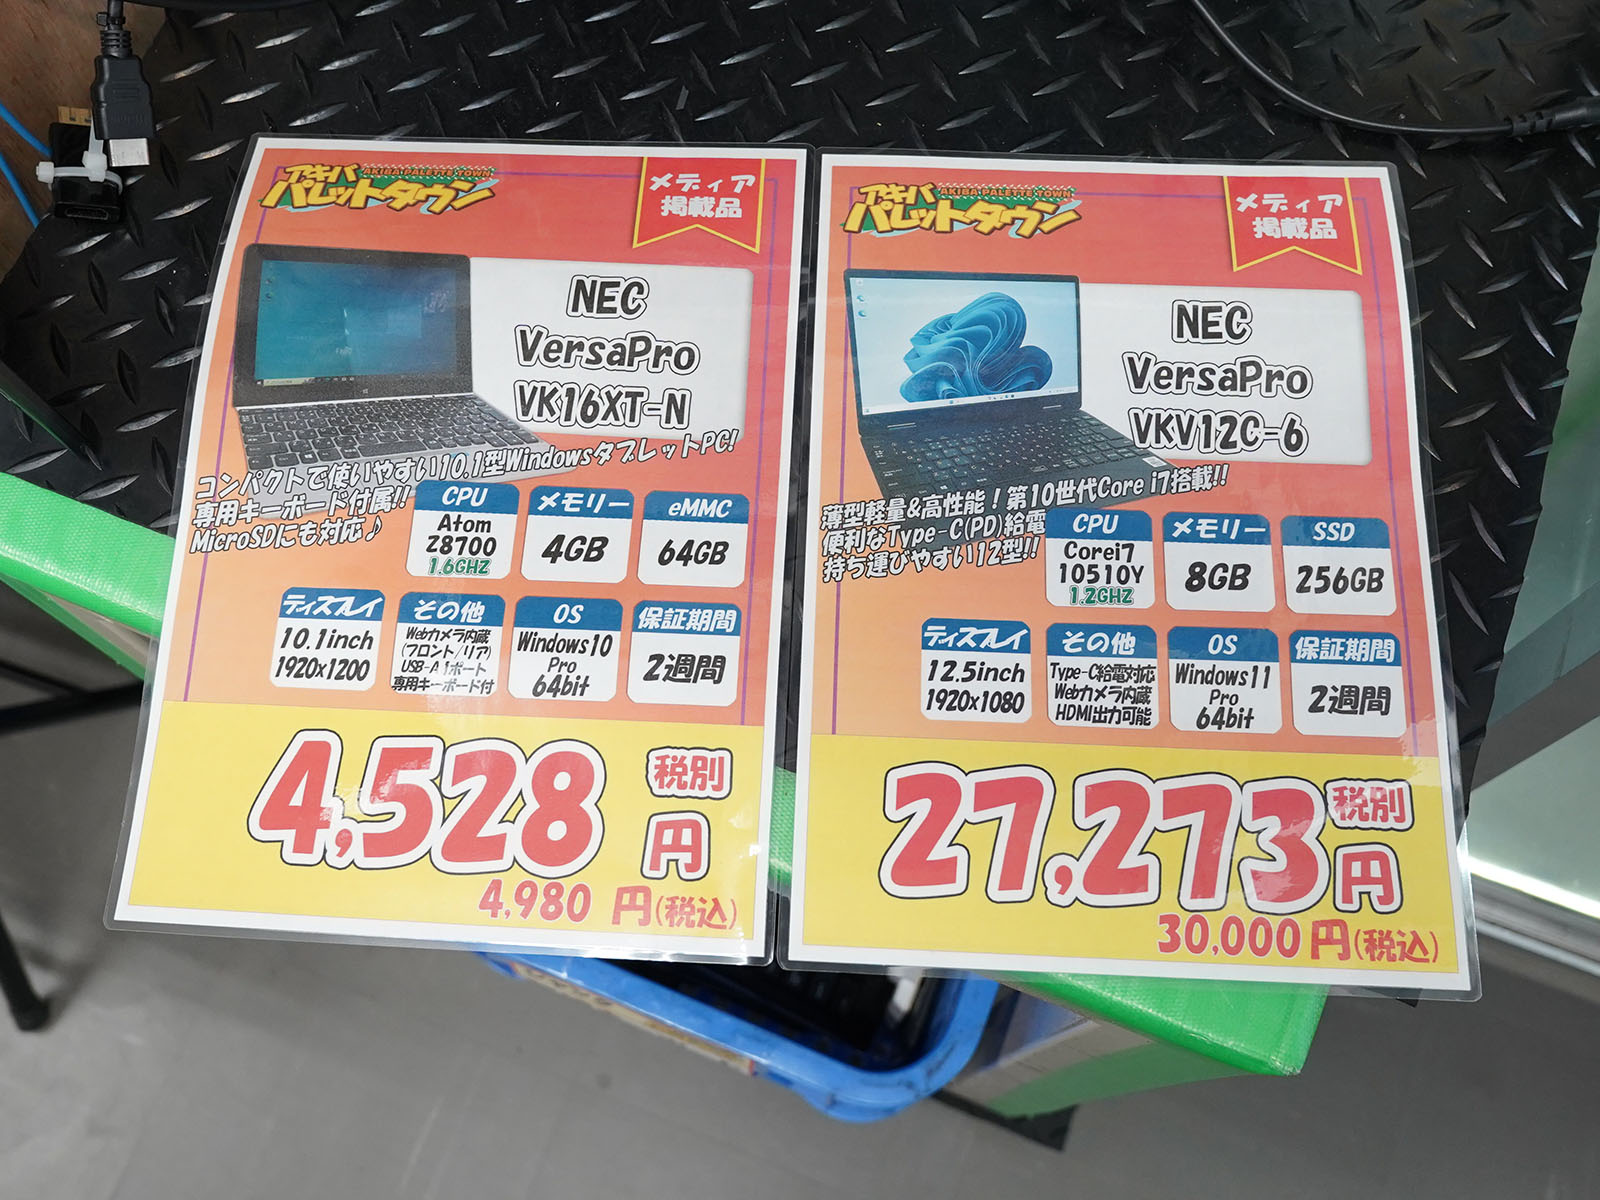 アキバ AKIBA PALETTE TOWN
パレットタウン
メディア
掲載品
NEC
VersaPro
VK16XT-N
コンパクトで使いやすい10.1型WindowsタブレットPC!
専用キーボード付属!!
MicroSDにも対応♪
CPU
Atom
Z8700
1.6GHZ
メモリー
4GB
eMMC
64GB
ディスプレイ
10.1inch
1920x1200
その他
Webカメラ内蔵
(フロント/リア)
USB-A 1ポート
専用キーボード付
OS
Windows10
Pro
64bit
保証期間
2週間
4,528 税別 円
4,980 円(税込)
アキバ AKIBA PALETTE TOWN
パレットタウン
メディア
掲載品
NEC
VersaPro
VKV12C-6
薄型軽量&高性能!第10世代Core i7搭載!!
便利なType-C(PD)給電
持ち運びやすい12型!!
CPU
Corei7
10510Y
1.2GHZ
メモリー
8GB
SSD
256GB
ディスプレイ
12.5inch
1920x1080
その他
Type-C給電対応
Webカメラ内蔵
HDMI出力可能
OS
Windows11
Pro
64bit
保証期間
2週間
27,273 税別 円
30,000 円(税込)